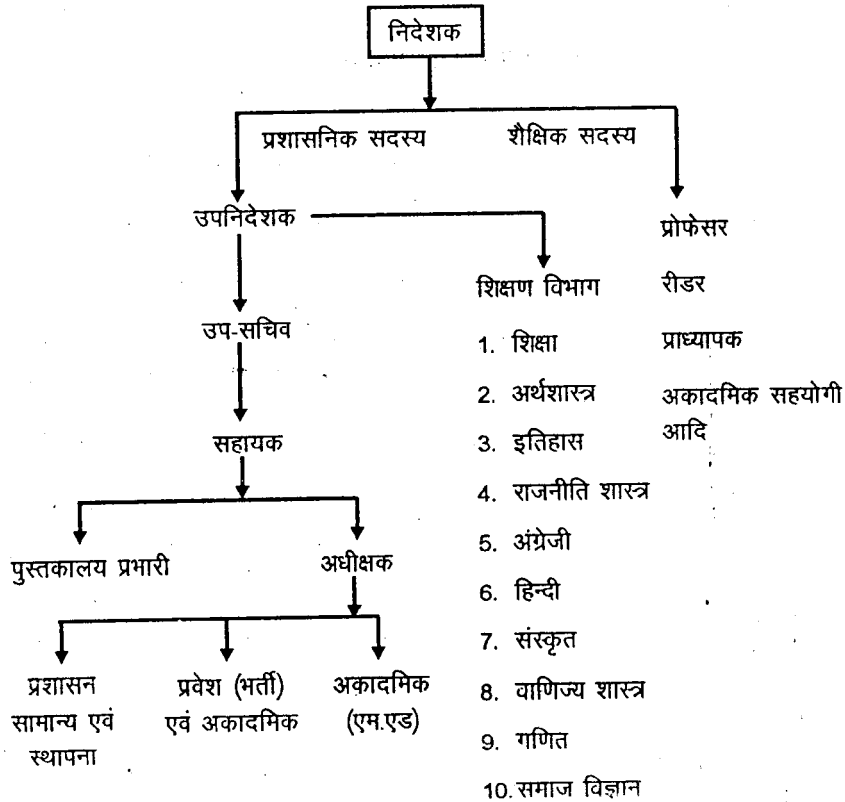 निदेशक
प्रशासनिक सदस्य
शैक्षिक सदस्य
उपनिदेशक
उप-सचिव
सहायक
पुस्तकालय प्रभारी
अधीक्षक
प्रशासन
सामान्य एवं
स्थापना
प्रवेश (भर्ती)
एवं अकादमिक
अकादमिक
(एम.एड)
शिक्षण विभाग
1. शिक्षा
2. अर्थशास्त्र
3. इतिहास
4. राजनीति शास्त्र
5. अंग्रेजी
6. हिन्दी
7. संस्कृत
8. वाणिज्य शास्त्र
9. गणित
10. समाज विज्ञान
प्रोफेसर
रीडर
प्राध्यापक
अकादमिक सहयोगी
आदि